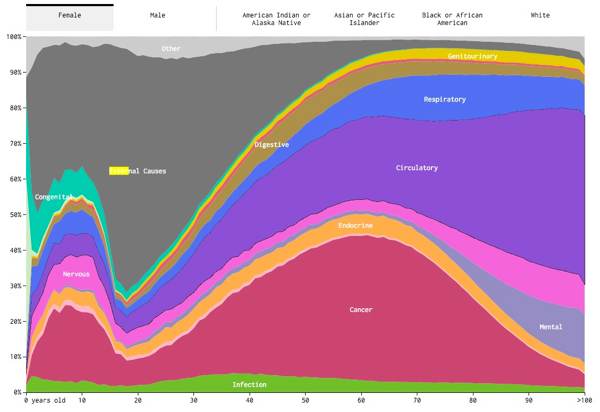 Female
Male
American Indian or
Alaska Native
Asian or Pacific
Islander
Black or African
American
White
100%
90%
80%
70%
60%
50%
40%
30%
20%
10%
0%
Other
Genitourinary
Respiratory
Digestive
External Causes
Circulatory
Congenital
Endocrine
Nervous
Cancer
Mental
Infection
0 years old
10
20
30
40
50
60
70
80
90
>100